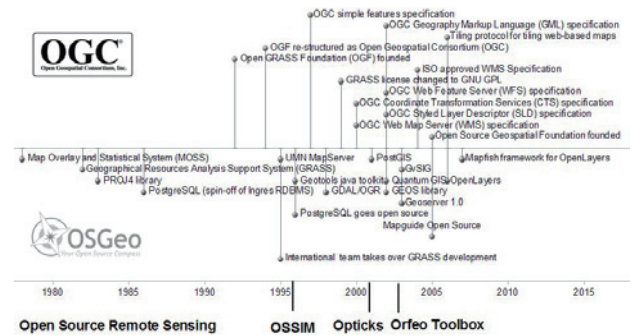 OGC simple features specification
OGC Geography Markup Language (GML) specification
OGC
Open Geospatial Consortium, Inc.
Tiling protocol for tiling web-based maps
OGF re-structured as Open Geospatial Consortium (OGC)
Open GRASS Foundation (OGF) founded
ISO approved WMS Specification
GRASS license changed to GNU GPL
OGC Web Feature Server (WFS) specification
OGC Coordinate Transformation Services (CTS) specification
OGC Styled Layer Descriptor (SLD) specification
OGC Web Map Server (WMS) specification
Open Source Geospatial Foundation founded
Map Overlay and Statistical System (MOSS) UMN MapServer PostGIS Mapfish framework for OpenLayers
Geographical Resources Analysis Support System (GRASS) GvSIG
PROJ4 library Geotools java toolkit Quantum GIS OpenLayers
PostgreSQL (spin-off of Ingres RDBMS) GDAL/OGR GEOS library
Geoserver 1.0
PostgreSQL goes open source
Mapguide Open Source
OSGeo
Your Open Source Compass
International team takes over GRASS development
1980 1985 1990 1995 2000 2005 2010 2015
Open Source Remote Sensing OSSIM Opticks Orfeo Toolbox